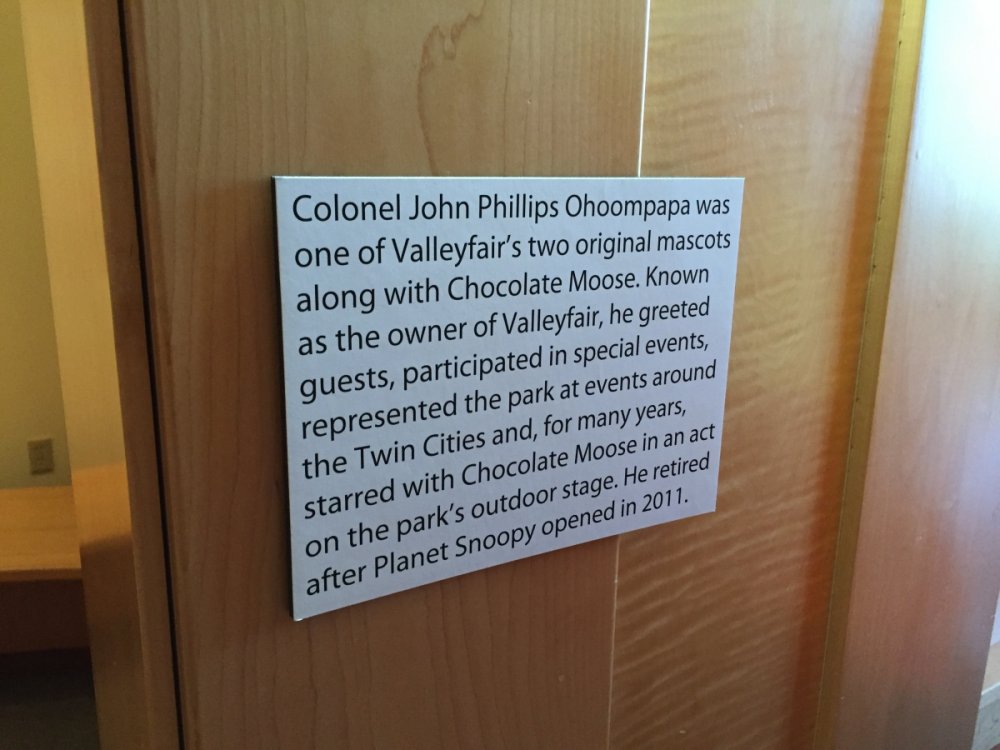 Colonel John Phillips Ohoompapa was
one of Valleyfair's two original mascots
along with Chocolate Moose. Known
as the owner of Valleyfair, he greeted
guests, participated in special events,
represented the park at events around
the Twin Cities and, for many years,
starred with Chocolate Moose in an act
on the park's outdoor stage. He retired
after Planet Snoopy opened in 2011.